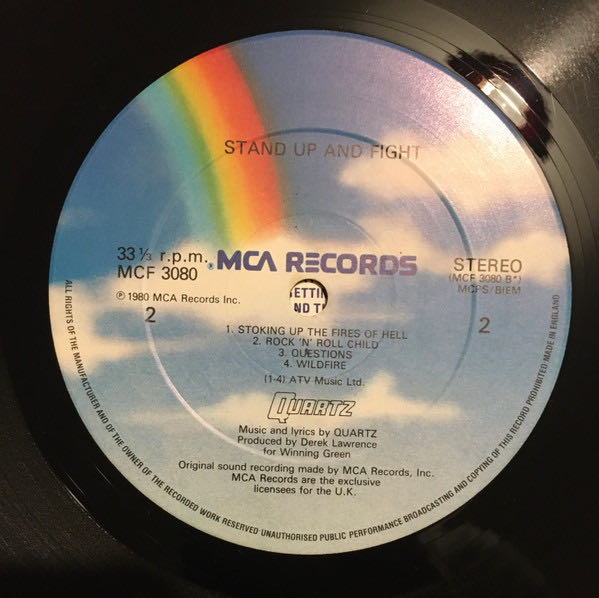 STAND UP AND FIGHT
33 1/3 r.p.m.
MCF 3080
® MCA RECORDS
STEREO
(MCF 3080 B*)
MCPS/BIEM
℗ 1980 MCA Records Inc.
2
2
ETTIN
ND T
1. STOKING UP THE FIRES OF HELL
2. ROCK 'N' ROLL CHILD
3. QUESTIONS
4. WILDFIRE
(1-4) ATV Music Ltd.
QUARTZ
Music and lyrics by QUARTZ
Produced by Derek Lawrence
for Winning Green
Original sound recording made by MCA Records, Inc.
MCA Records are the exclusive
licensees for the U.K.
ALL RIGHTS OF THE MANUFACTURER AND OF THE OWNER OF THE RECORDED WORK RESERVED·UNAUTHORISED PUBLIC PERFORMANCE BROADCASTING AND COPYING OF THIS RECORD PROHIBITED·MADE IN ENGLAND